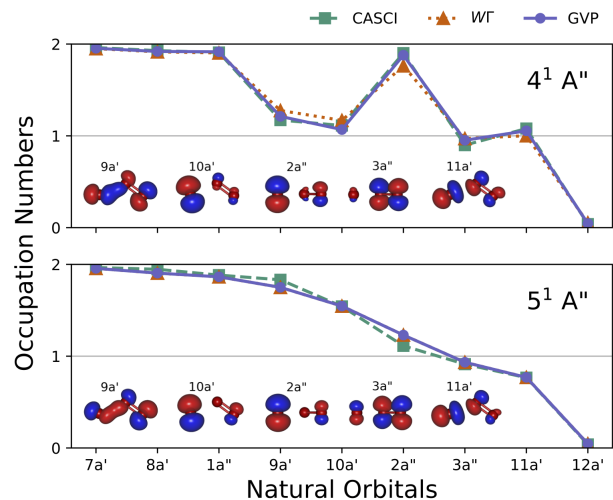 CASCI WΓ GVP
Occupation Numbers
2
1
0
4¹ A"
9a' 10a' 2a" 3a" 11a'
2
1
0
5¹ A"
9a' 10a' 2a" 3a" 11a'
7a' 8a' 1a" 9a' 10a' 2a" 3a" 11a' 12a'
Natural Orbitals